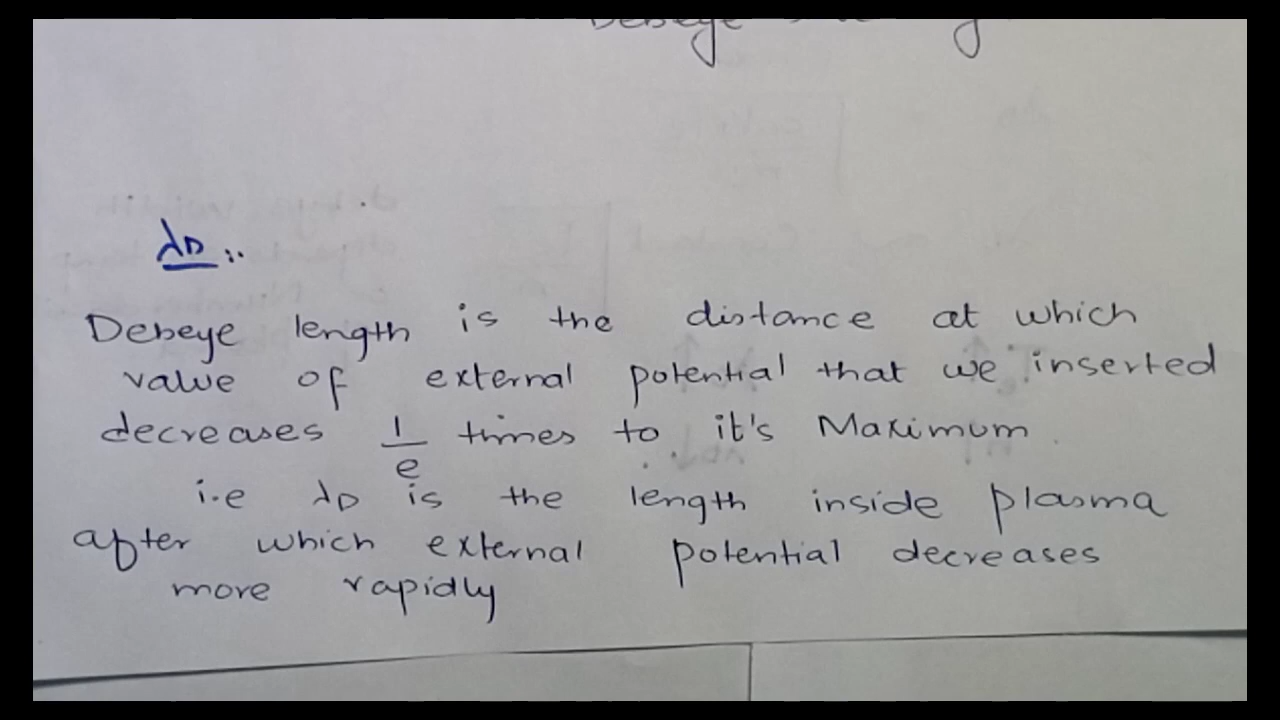 λD :.
Debeye length is the distance at which
value of external potential that we inserted
decreases 1/e times to it's Maximum
i.e λD is the length inside plasma
after which external potential decreases
more rapidly